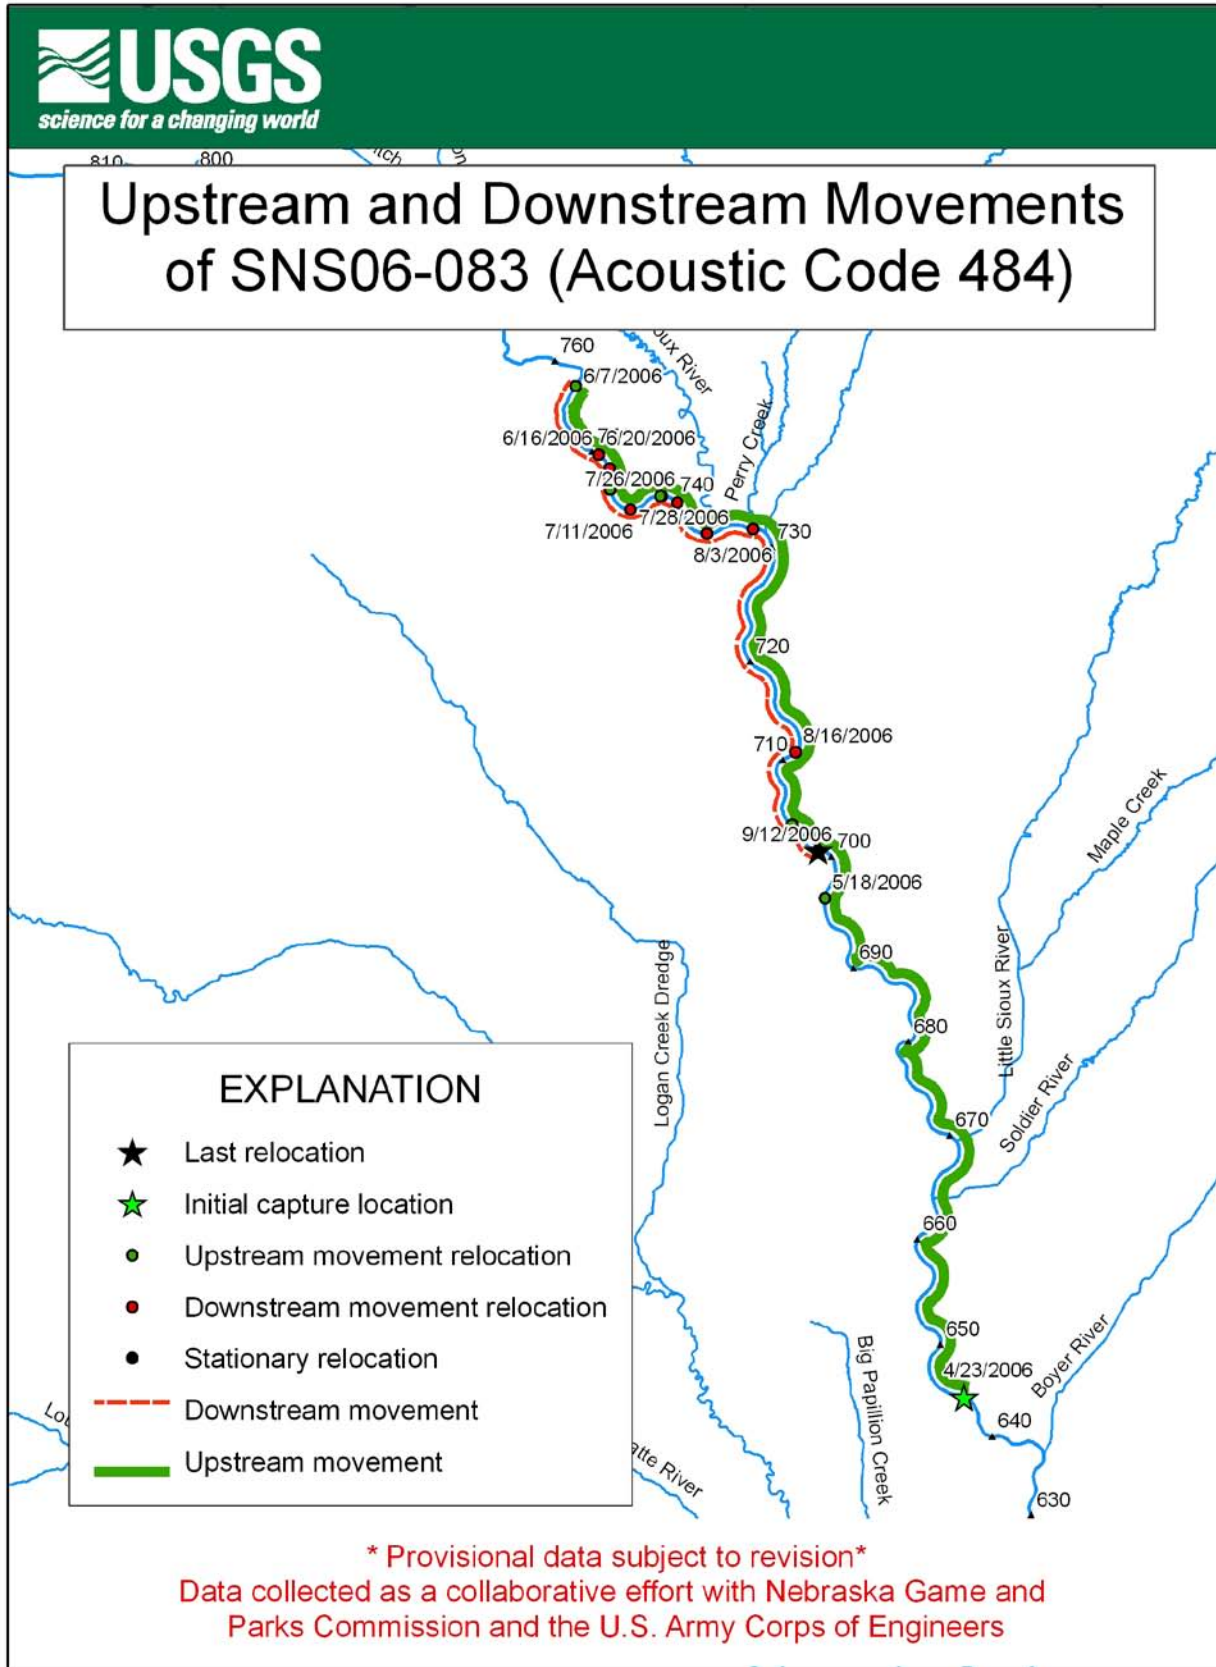 USGS
science for a changing world
810
800
Upstream and Downstream Movements
of SNS06-083 (Acoustic Code 484)
760
6/7/2006
River
Perry Creek
6/16/2006
6/20/2006
7/26/2006
740
7/11/2006
7/28/2006
730
8/3/2006
720
710
8/16/2006
9/12/2006
700
5/18/2006
Maple Creek
690
Logan Creek Dredge
Little Sioux River
680
Soldier River
670
660
650
4/23/2006
Boyer River
Big Papillion Creek
640
630
River
EXPLANATION
Last relocation
Initial capture location
Upstream movement relocation
Downstream movement relocation
Stationary relocation
Downstream movement
Upstream movement
* Provisional data subject to revision*
Data collected as a collaborative effort with Nebraska Game and
Parks Commission and the U.S. Army Corps of Engineers